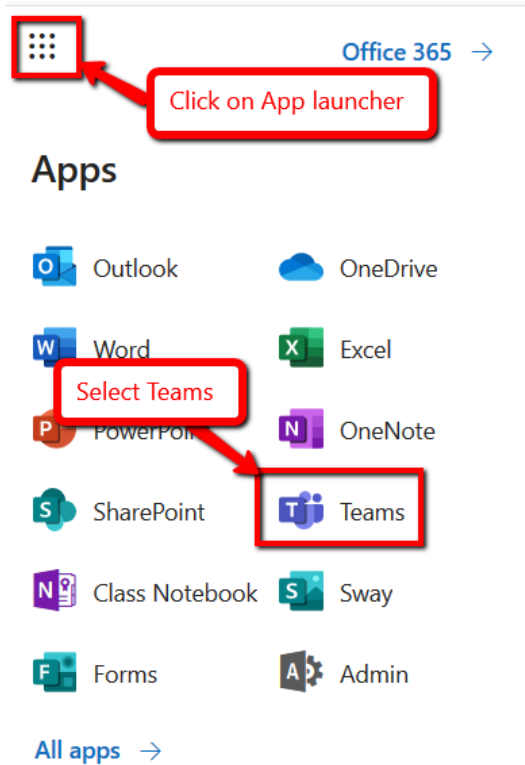 Office 365 →
Click on App launcher
Apps
Outlook
OneDrive
Word
Excel
Select Teams
PowerPoint
OneNote
SharePoint
Teams
Class Notebook
Sway
Forms
Admin
All apps →